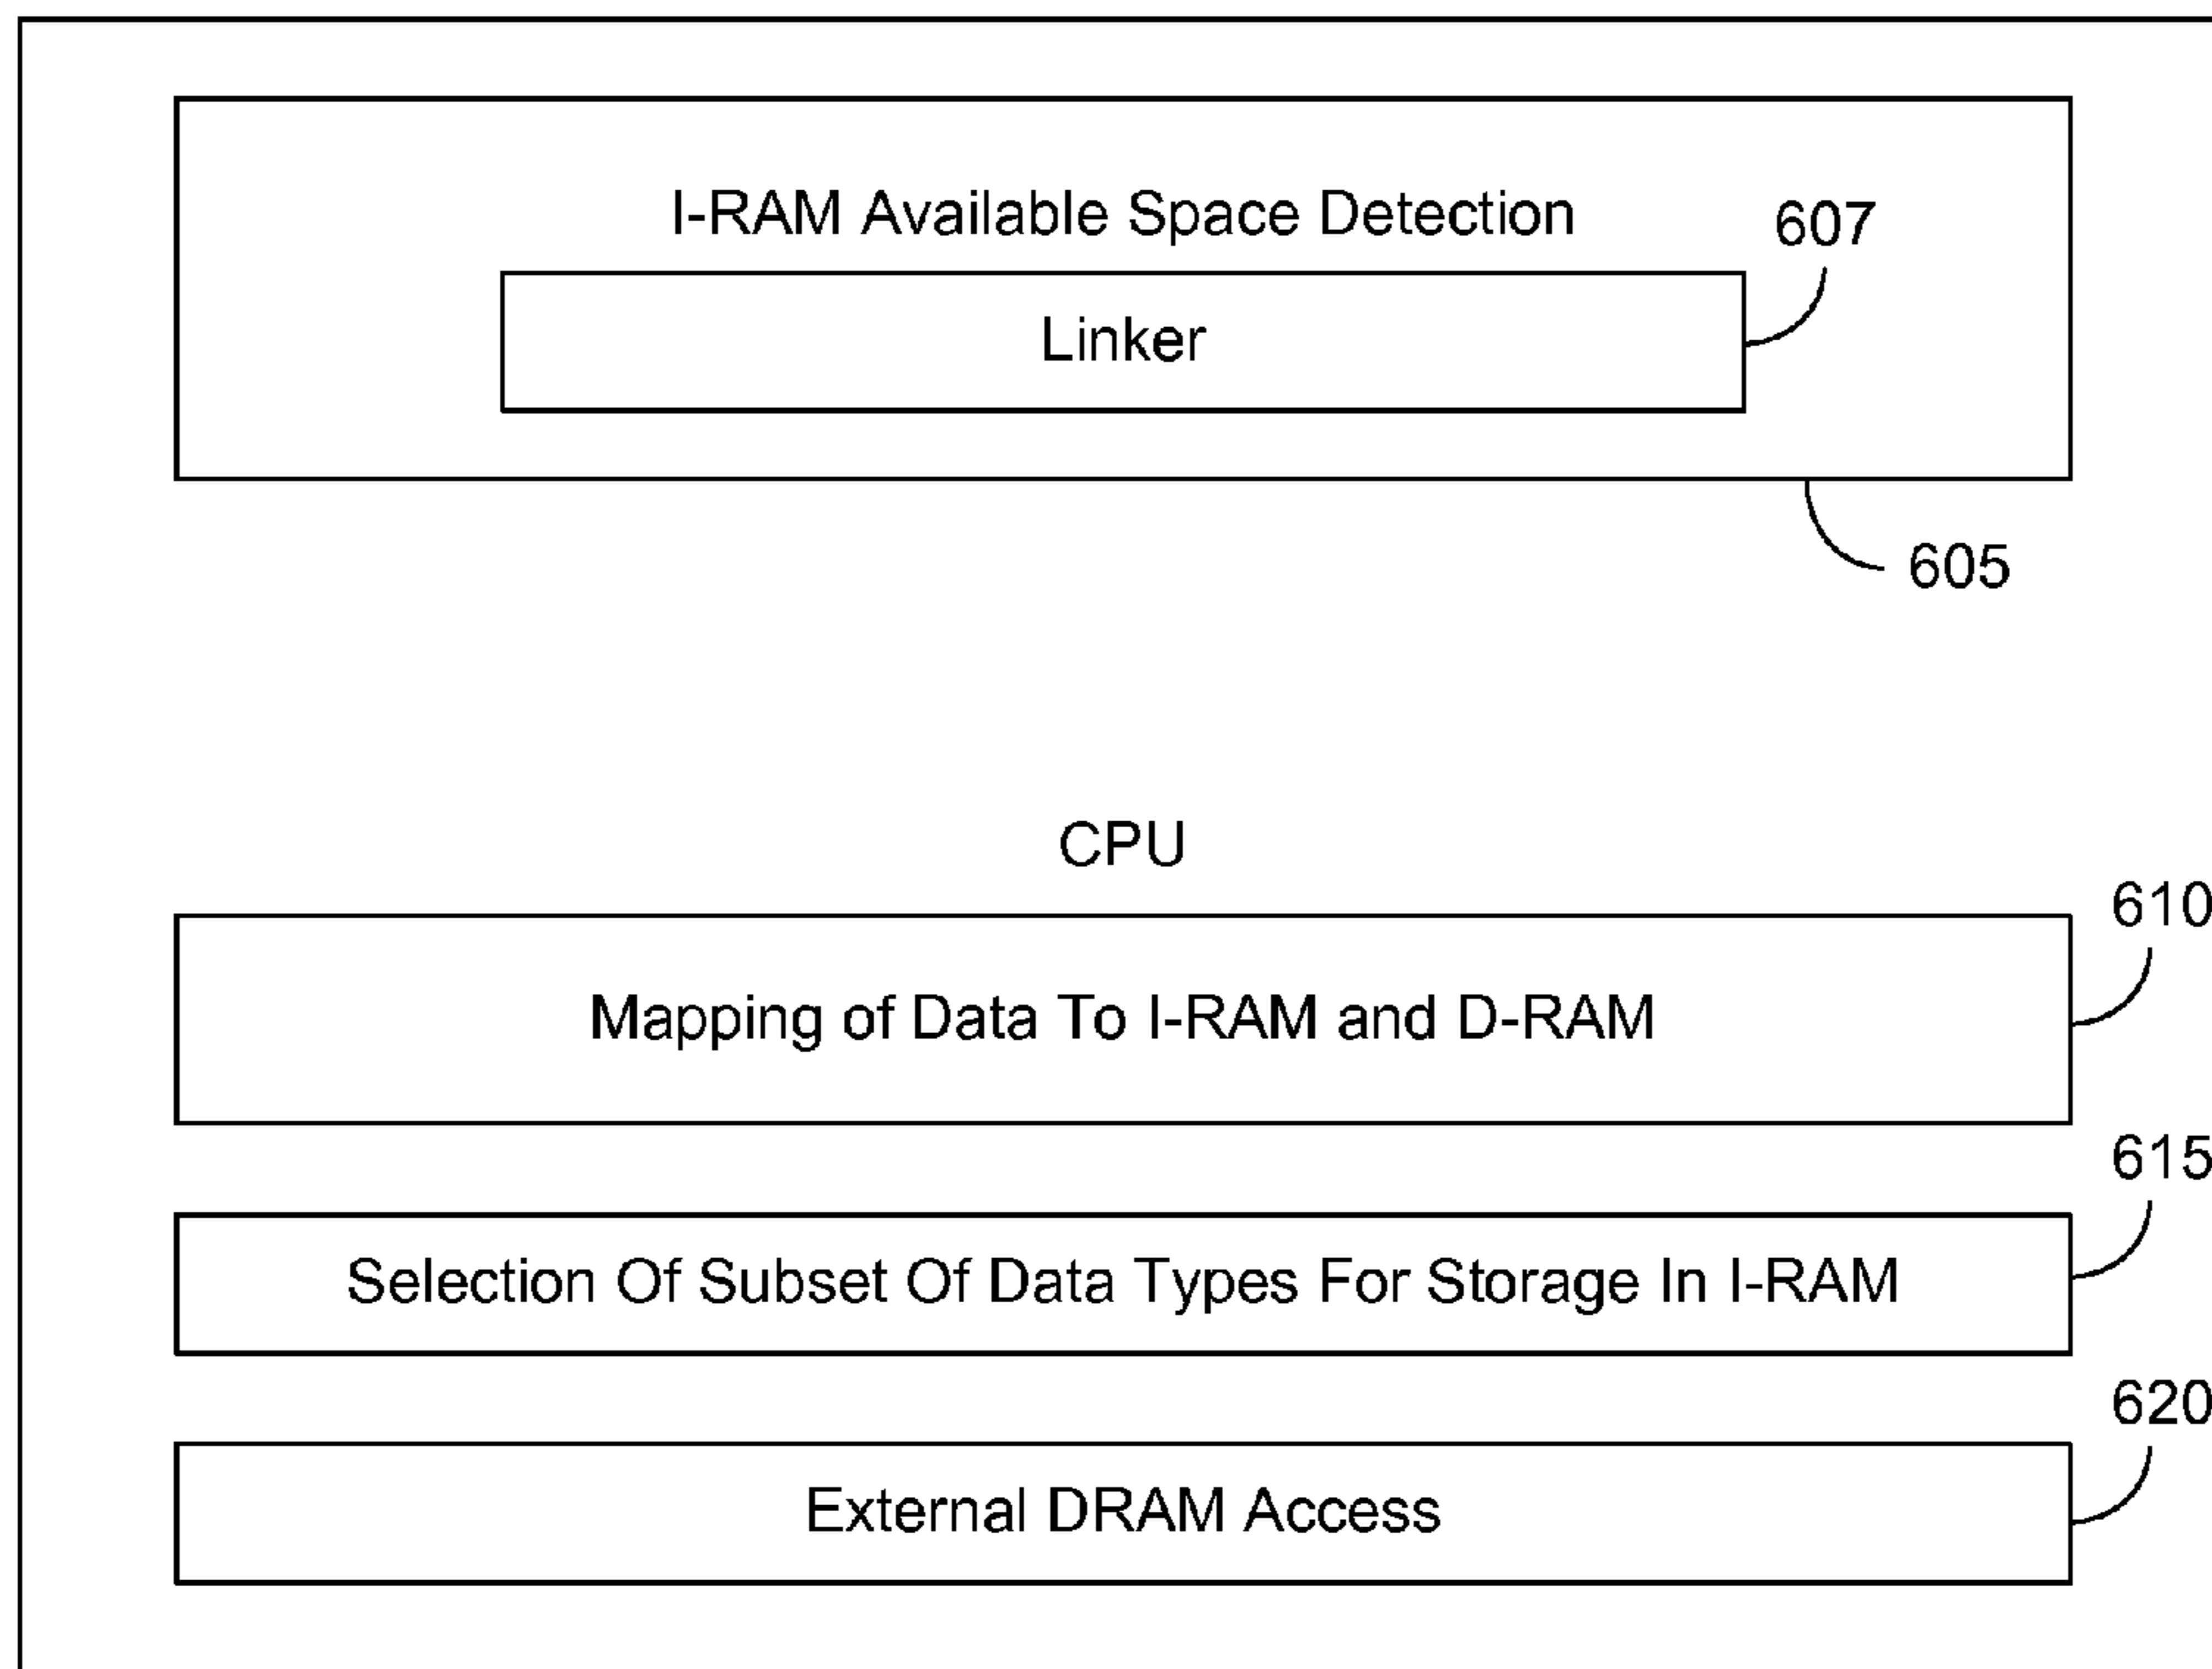 I-RAM Available Space Detection
607
Linker
605
CPU
610
Mapping of Data To I-RAM and D-RAM
615
Selection Of Subset Of Data Types For Storage In I-RAM
620
External DRAM Access